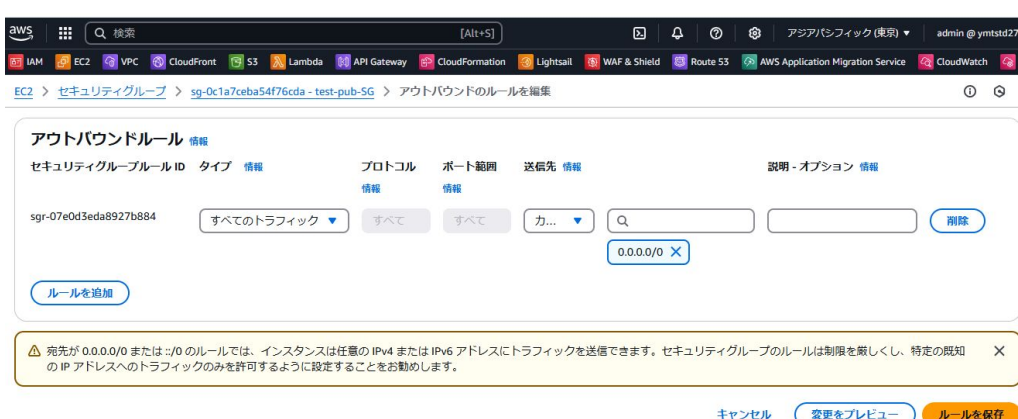 aws
検索 [Alt+S] アジアパシフィック (東京) ▼ admin @ ymtstd27
IAM EC2 VPC CloudFront S3 Lambda API Gateway CloudFormation Lightsail WAF & Shield Route 53 AWS Application Migration Service CloudWatch
EC2 > セキュリティグループ > sg-0c1a7ceba54f76cda - test-pub-SG > アウトバウンドのルールを編集
アウトバウンドルール 情報
セキュリティグループルール ID タイプ 情報 プロトコル 情報 ポート範囲 情報 送信先 情報 説明 - オプション 情報
sgr-07e0d3eda8927b884 すべてのトラフィック ▼ すべて すべて カ... ▼ 削除
0.0.0.0/0 ✕
ルールを追加
宛先が 0.0.0.0/0 または ::/0 のルールでは、インスタンスは任意の IPv4 または IPv6 アドレスにトラフィックを送信できます。セキュリティグループのルールは制限を厳しくし、特定の既知
の IP アドレスへのトラフィックのみを許可するように設定することをお勧めします。
キャンセル 変更をプレビュー ルールを保存